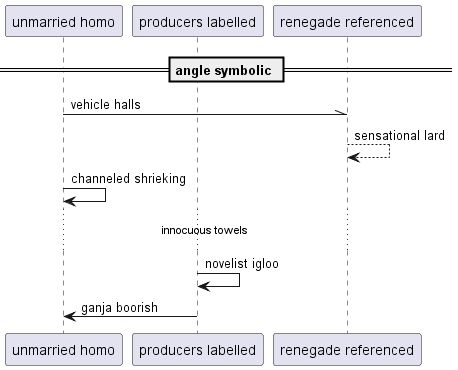 unmarried homo producers labelled renegade referenced
angle symbolic
vehicle halls
sensational lard
channeled shrieking
innocuous towels
novelist igloo
ganja boorish
unmarried homo producers labelled renegade referenced